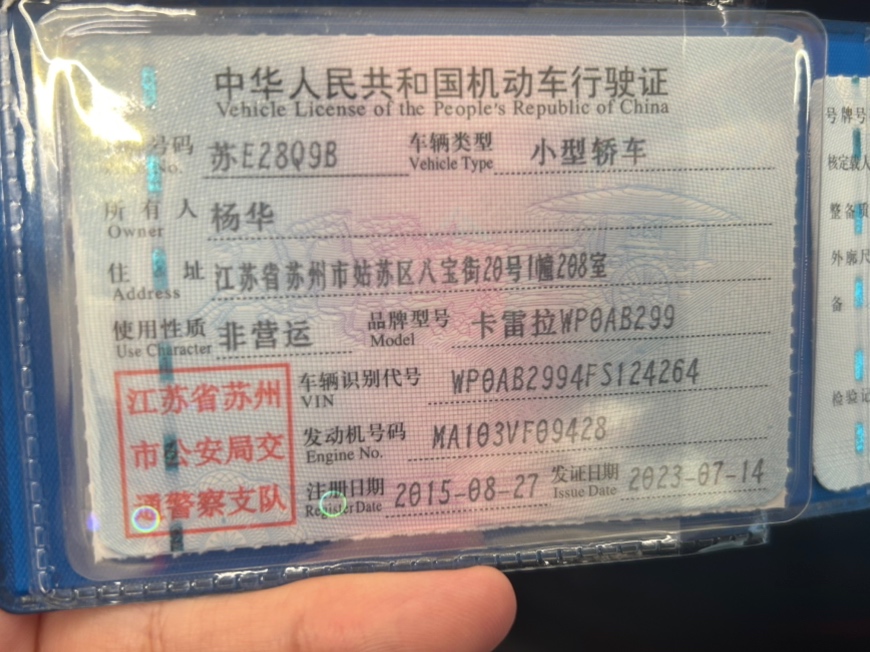 中华人民共和国机动车行驶证
Vehicle License of the People's Republic of China
号码 苏E28Q9B 车辆类型 小型轿车
No. Vehicle Type
所有人 杨华
Owner
住址 江苏省苏州市姑苏区八宝街20号1幢208室
Address
使用性质 非营运 品牌型号 卡雷拉WP0AB299
Use Character Model
车辆识别代号 WP0AB2994FS124264
VIN
发动机号码 MA103VF09428
Engine No.
注册日期 2015-08-27 发证日期 2023-07-14
Register Date Issue Date
江苏省苏州
市公安局交
通警察支队
号牌号
核定载人
整备质
外廓尺
备
检验记